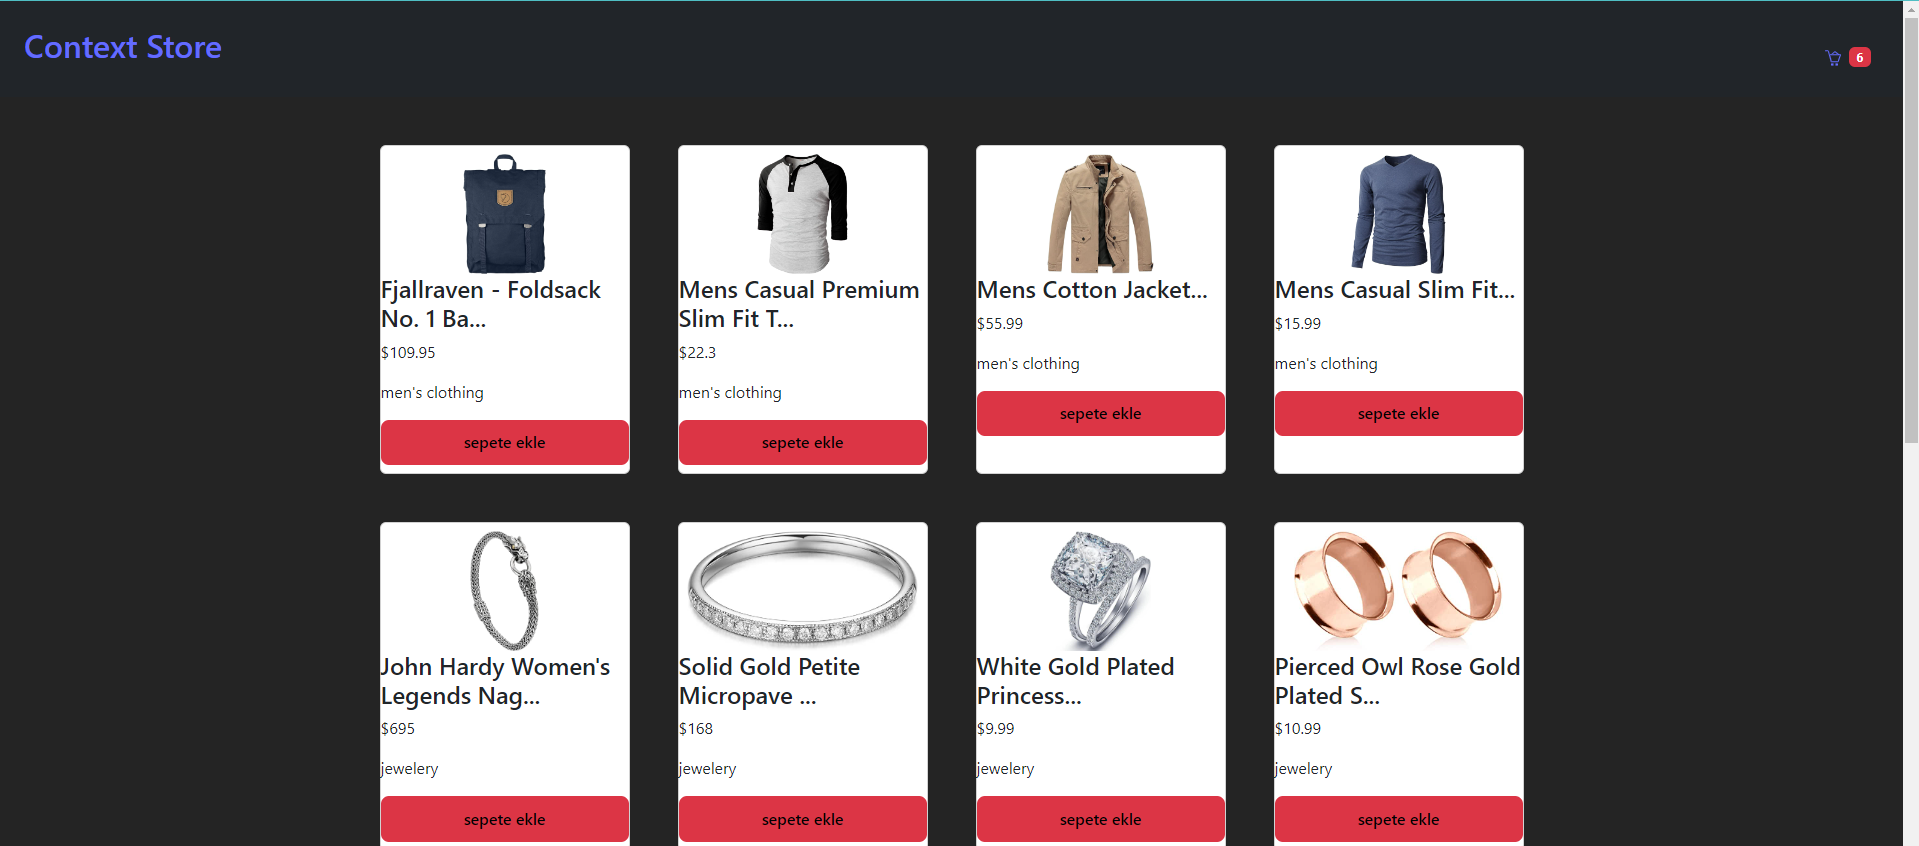 Context Store
6
Fjallraven - Foldsack
No. 1 Ba...
$109.95
men's clothing
sepete ekle
Mens Casual Premium
Slim Fit T...
$22.3
men's clothing
sepete ekle
Mens Cotton Jacket...
$55.99
men's clothing
sepete ekle
Mens Casual Slim Fit...
$15.99
men's clothing
sepete ekle
John Hardy Women's
Legends Nag...
$695
jewelery
sepete ekle
Solid Gold Petite
Micropave ...
$168
jewelery
sepete ekle
White Gold Plated
Princess...
$9.99
jewelery
sepete ekle
Pierced Owl Rose Gold
Plated S...
$10.99
jewelery
sepete ekle